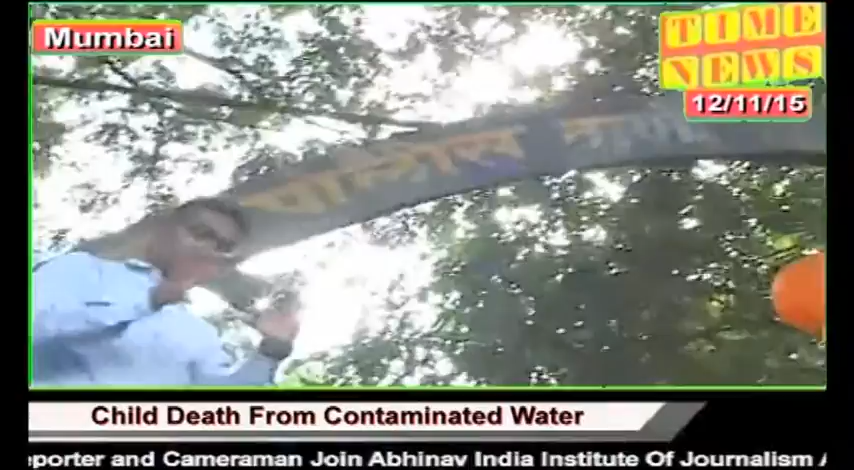 Mumbai
TIME
NEWS
12/11/15
पोलीस
Child Death From Contaminated Water
eporter and Cameraman Join Abhinav India Institute Of Journalism A